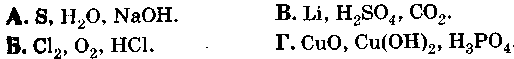 А. S, H₂O, NaOH.
Б. Cl₂, O₂, HCl.
В. Li, H₂SO₄, CO₂.
Г. CuO, Cu(OH)₂, H₃PO₄.